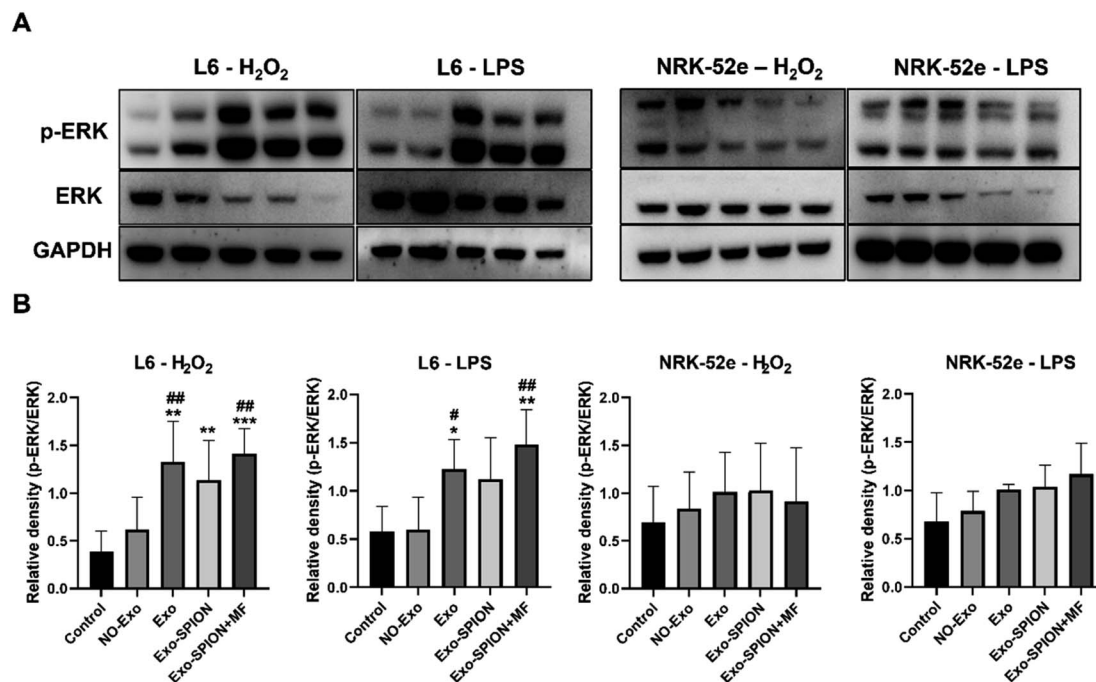 A
L6 - H₂O₂
L6 - LPS
NRK-52e – H₂O₂
NRK-52e - LPS
p-ERK
ERK
GAPDH
B
L6 - H₂O₂
Relative density (p-ERK/ERK)
2.0
1.5
1.0
0.5
0.0
##
**
**
##
***
Control
NO-Exo
Exo
Exo-SPION
Exo-SPION+MF
L6 - LPS
Relative density (p-ERK/ERK)
2.0
1.5
1.0
0.5
0.0
#
*
##
**
Control
NO-Exo
Exo
Exo-SPION
Exo-SPION+MF
NRK-52e - H₂O₂
Relative density (p-ERK/ERK)
2.0
1.5
1.0
0.5
0.0
Control
NO-Exo
Exo
Exo-SPION
Exo-SPION+MF
NRK-52e - LPS
Relative density (p-ERK/ERK)
2.0
1.5
1.0
0.5
0.0
Control
NO-Exo
Exo
Exo-SPION
Exo-SPION+MF